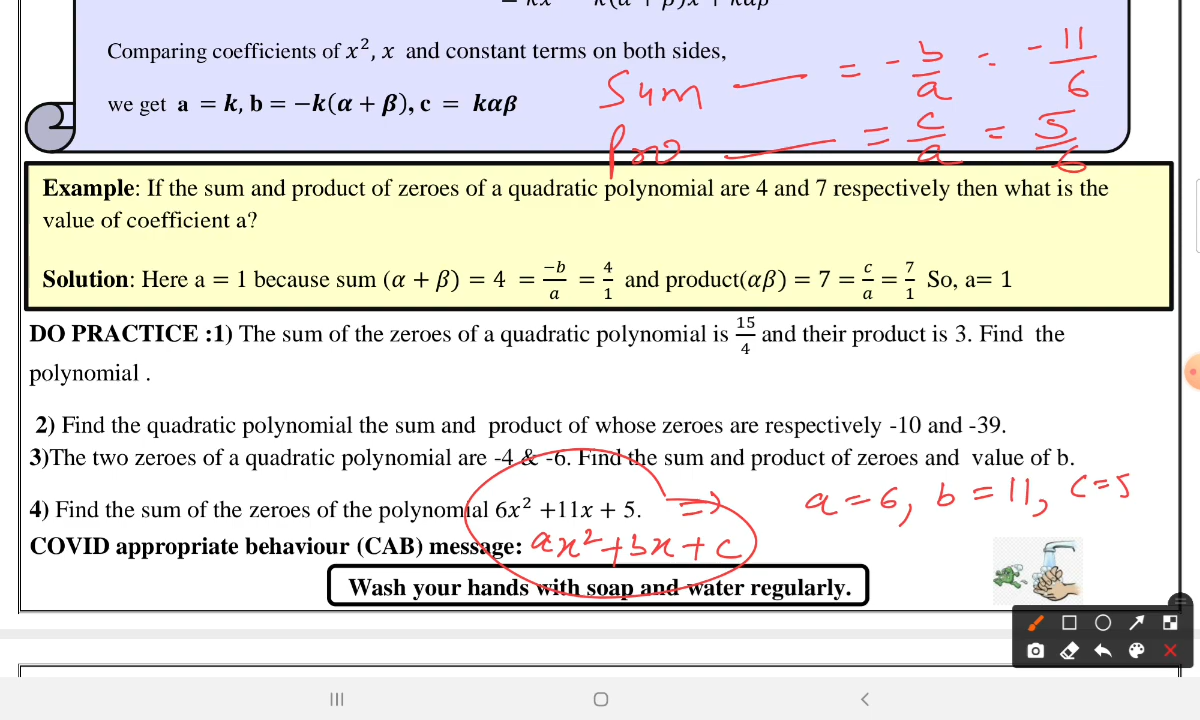 Comparing coefficients of x², x and constant terms on both sides,
we get a = k, b = −k(α + β), c = kαβ
Sum — = - b/a = - 11/6
Pro — = c/a = 5/6
Example: If the sum and product of zeroes of a quadratic polynomial are 4 and 7 respectively then what is the
value of coefficient a?
Solution: Here a = 1 because sum (α + β) = 4 = −b/a = 4/1 and product(αβ) = 7 = c/a = 7/1 So, a= 1
DO PRACTICE :1) The sum of the zeroes of a quadratic polynomial is 15/4 and their product is 3. Find the
polynomial .
2) Find the quadratic polynomial the sum and product of whose zeroes are respectively -10 and -39.
3)The two zeroes of a quadratic polynomial are -4 & -6. Find the sum and product of zeroes and value of b.
4) Find the sum of the zeroes of the polynomial 6x² +11x + 5. ⇒ a = 6, b = 11, c = 5
COVID appropriate behaviour (CAB) message: ax² + bx + c
Wash your hands with soap and water regularly.